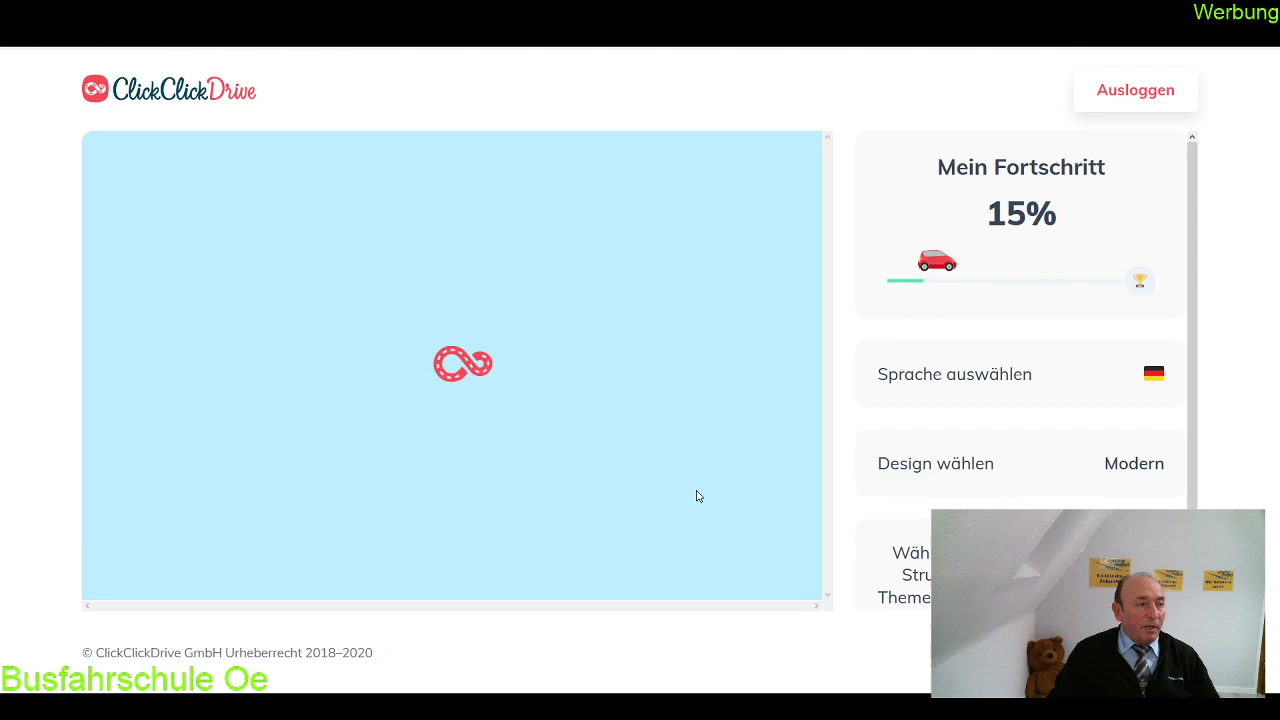 Werbung
ClickClickDrive
Ausloggen
Mein Fortschritt
15%
Sprache auswählen
Design wählen
Modern
Wäh
Stru
Theme
© ClickClickDrive GmbH Urheberrecht 2018–2020
Busfahrschule Oe